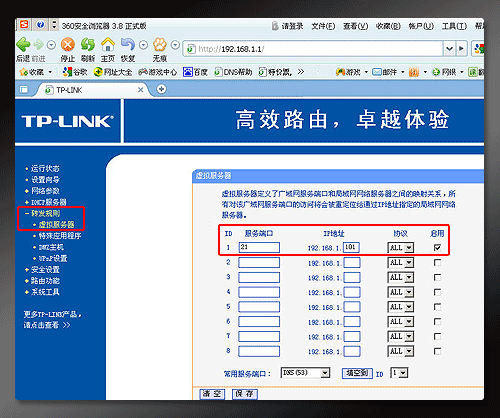 360安全浏览器 3.8 正式版
请登录 文件(F) 查看(V) 收藏(B) 帐户(U) 工具(T)
后退 前进 停止 刷新 主页 恢复 无痕
http://192.168.1.1/
收藏 谷歌 网址大全 游戏中心 百度 DNS帮助 游戏 邮件 网银 翻译
TP-LINK
TP-LINK® 高效路由，卓越体验
运行状态
设置向导
网络参数
DHCP服务器
转发规则
虚拟服务器
特殊应用程序
DMZ主机
UPnP设置
安全设置
路由功能
系统工具
更多TP-LINK产品，
请点击查看 >>
虚拟服务器
虚拟服务器定义了广域网服务端口和局域网网络服务器之间的映射关系，所
有对该广域网服务端口的访问将会被重定位给通过IP地址指定的局域网网络
服务器。
ID 服务端口 IP地址 协议 启用
1 21 192.168.1.101 ALL
2 192.168.1. ALL
3 192.168.1. ALL
4 192.168.1. ALL
5 192.168.1. ALL
6 192.168.1. ALL
7 192.168.1. ALL
8 192.168.1. ALL
常用服务端口： DNS(53) 填空到 ID 1
清 空 保 存